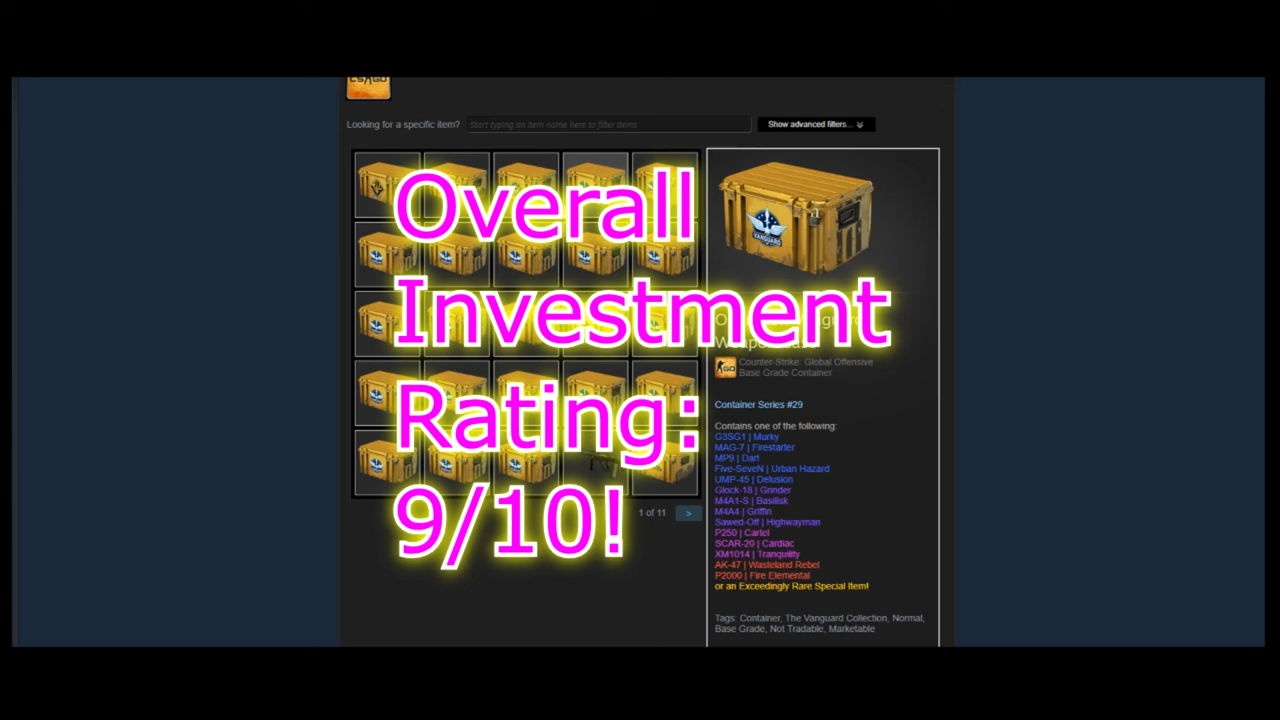 CS GO
Looking for a specific item?
Start typing an item name here to filter items
Show advanced filters...
Overall
Investment
Rating:
9/10!
1 of 11
>
VANGUARD
Counter-Strike: Global Offensive
Base Grade Container
Container Series #29
Contains one of the following:
G3SG1 | Murky
MAG-7 | Firestarter
MP9 | Dart
Five-SeveN | Urban Hazard
UMP-45 | Delusion
Glock-18 | Grinder
M4A1-S | Basilisk
M4A4 | Griffin
Sawed-Off | Highwayman
P250 | Cartel
SCAR-20 | Cardiac
XM1014 | Tranquility
AK-47 | Wasteland Rebel
P2000 | Fire Elemental
or an Exceedingly Rare Special Item!
Tags: Container, The Vanguard Collection, Normal,
Base Grade, Not Tradable, Marketable